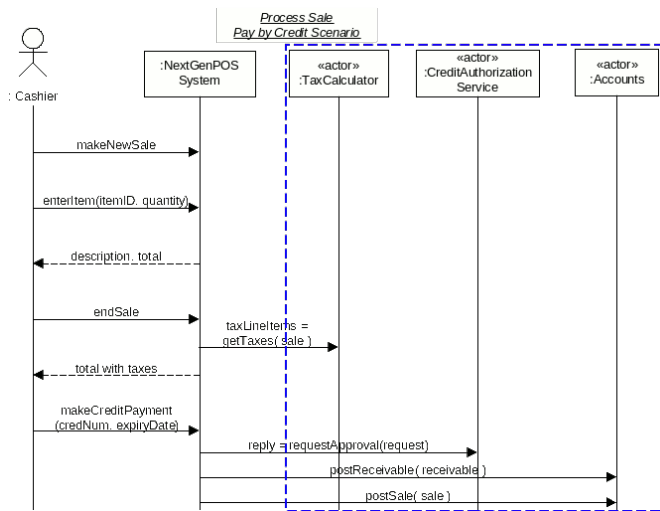 Process Sale
Pay by Credit Scenario
:NextGenPOS
System
«actor»
:TaxCalculator
«actor»
:CreditAuthorization
Service
«actor»
:Accounts
: Cashier
makeNewSale
enterItem(itemID, quantity)
description, total
endSale
taxLineItems =
getTaxes( sale )
total with taxes
makeCreditPayment
(credNum, expiryDate)
reply = requestApproval(request)
postReceivable( receivable )
postSale( sale )